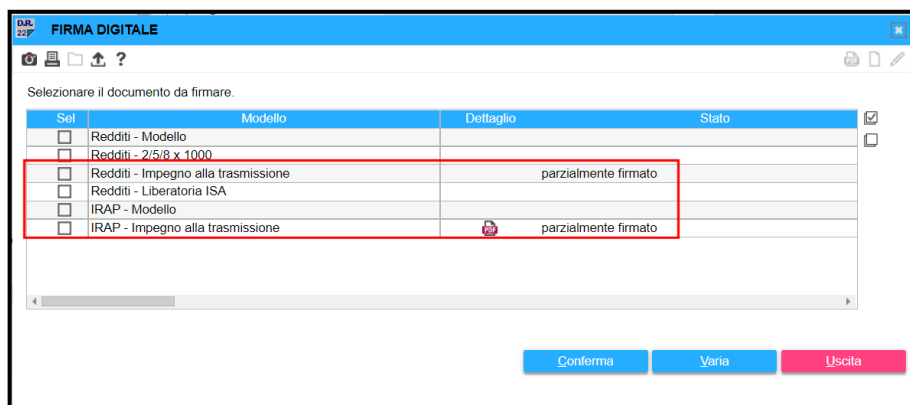 D.R. 22 FIRMA DIGITALE
?
Selezionare il documento da firmare.
Sel Modello Dettaglio Stato
Redditi - Modello
Redditi - 2/5/8 x 1000
Redditi - Impegno alla trasmissione parzialmente firmato
Redditi - Liberatoria ISA
IRAP - Modello
IRAP - Impegno alla trasmissione PDF parzialmente firmato
Conferma Varia Uscita